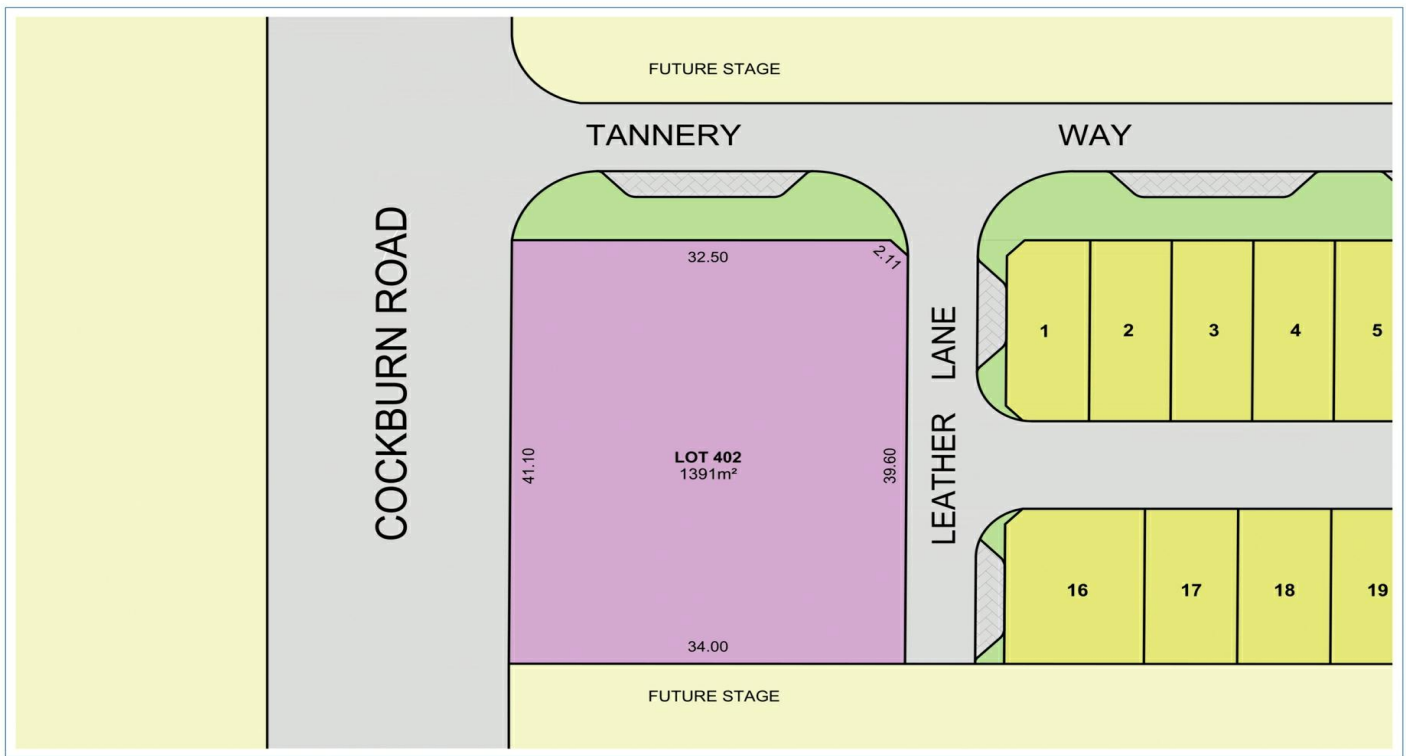 FUTURE STAGE
TANNERY WAY
COCKBURN ROAD
32.50
2.11
LEATHER LANE
1
2
3
4
5
41.10
LOT 402
1391m²
39.60
16
17
18
19
34.00
FUTURE STAGE